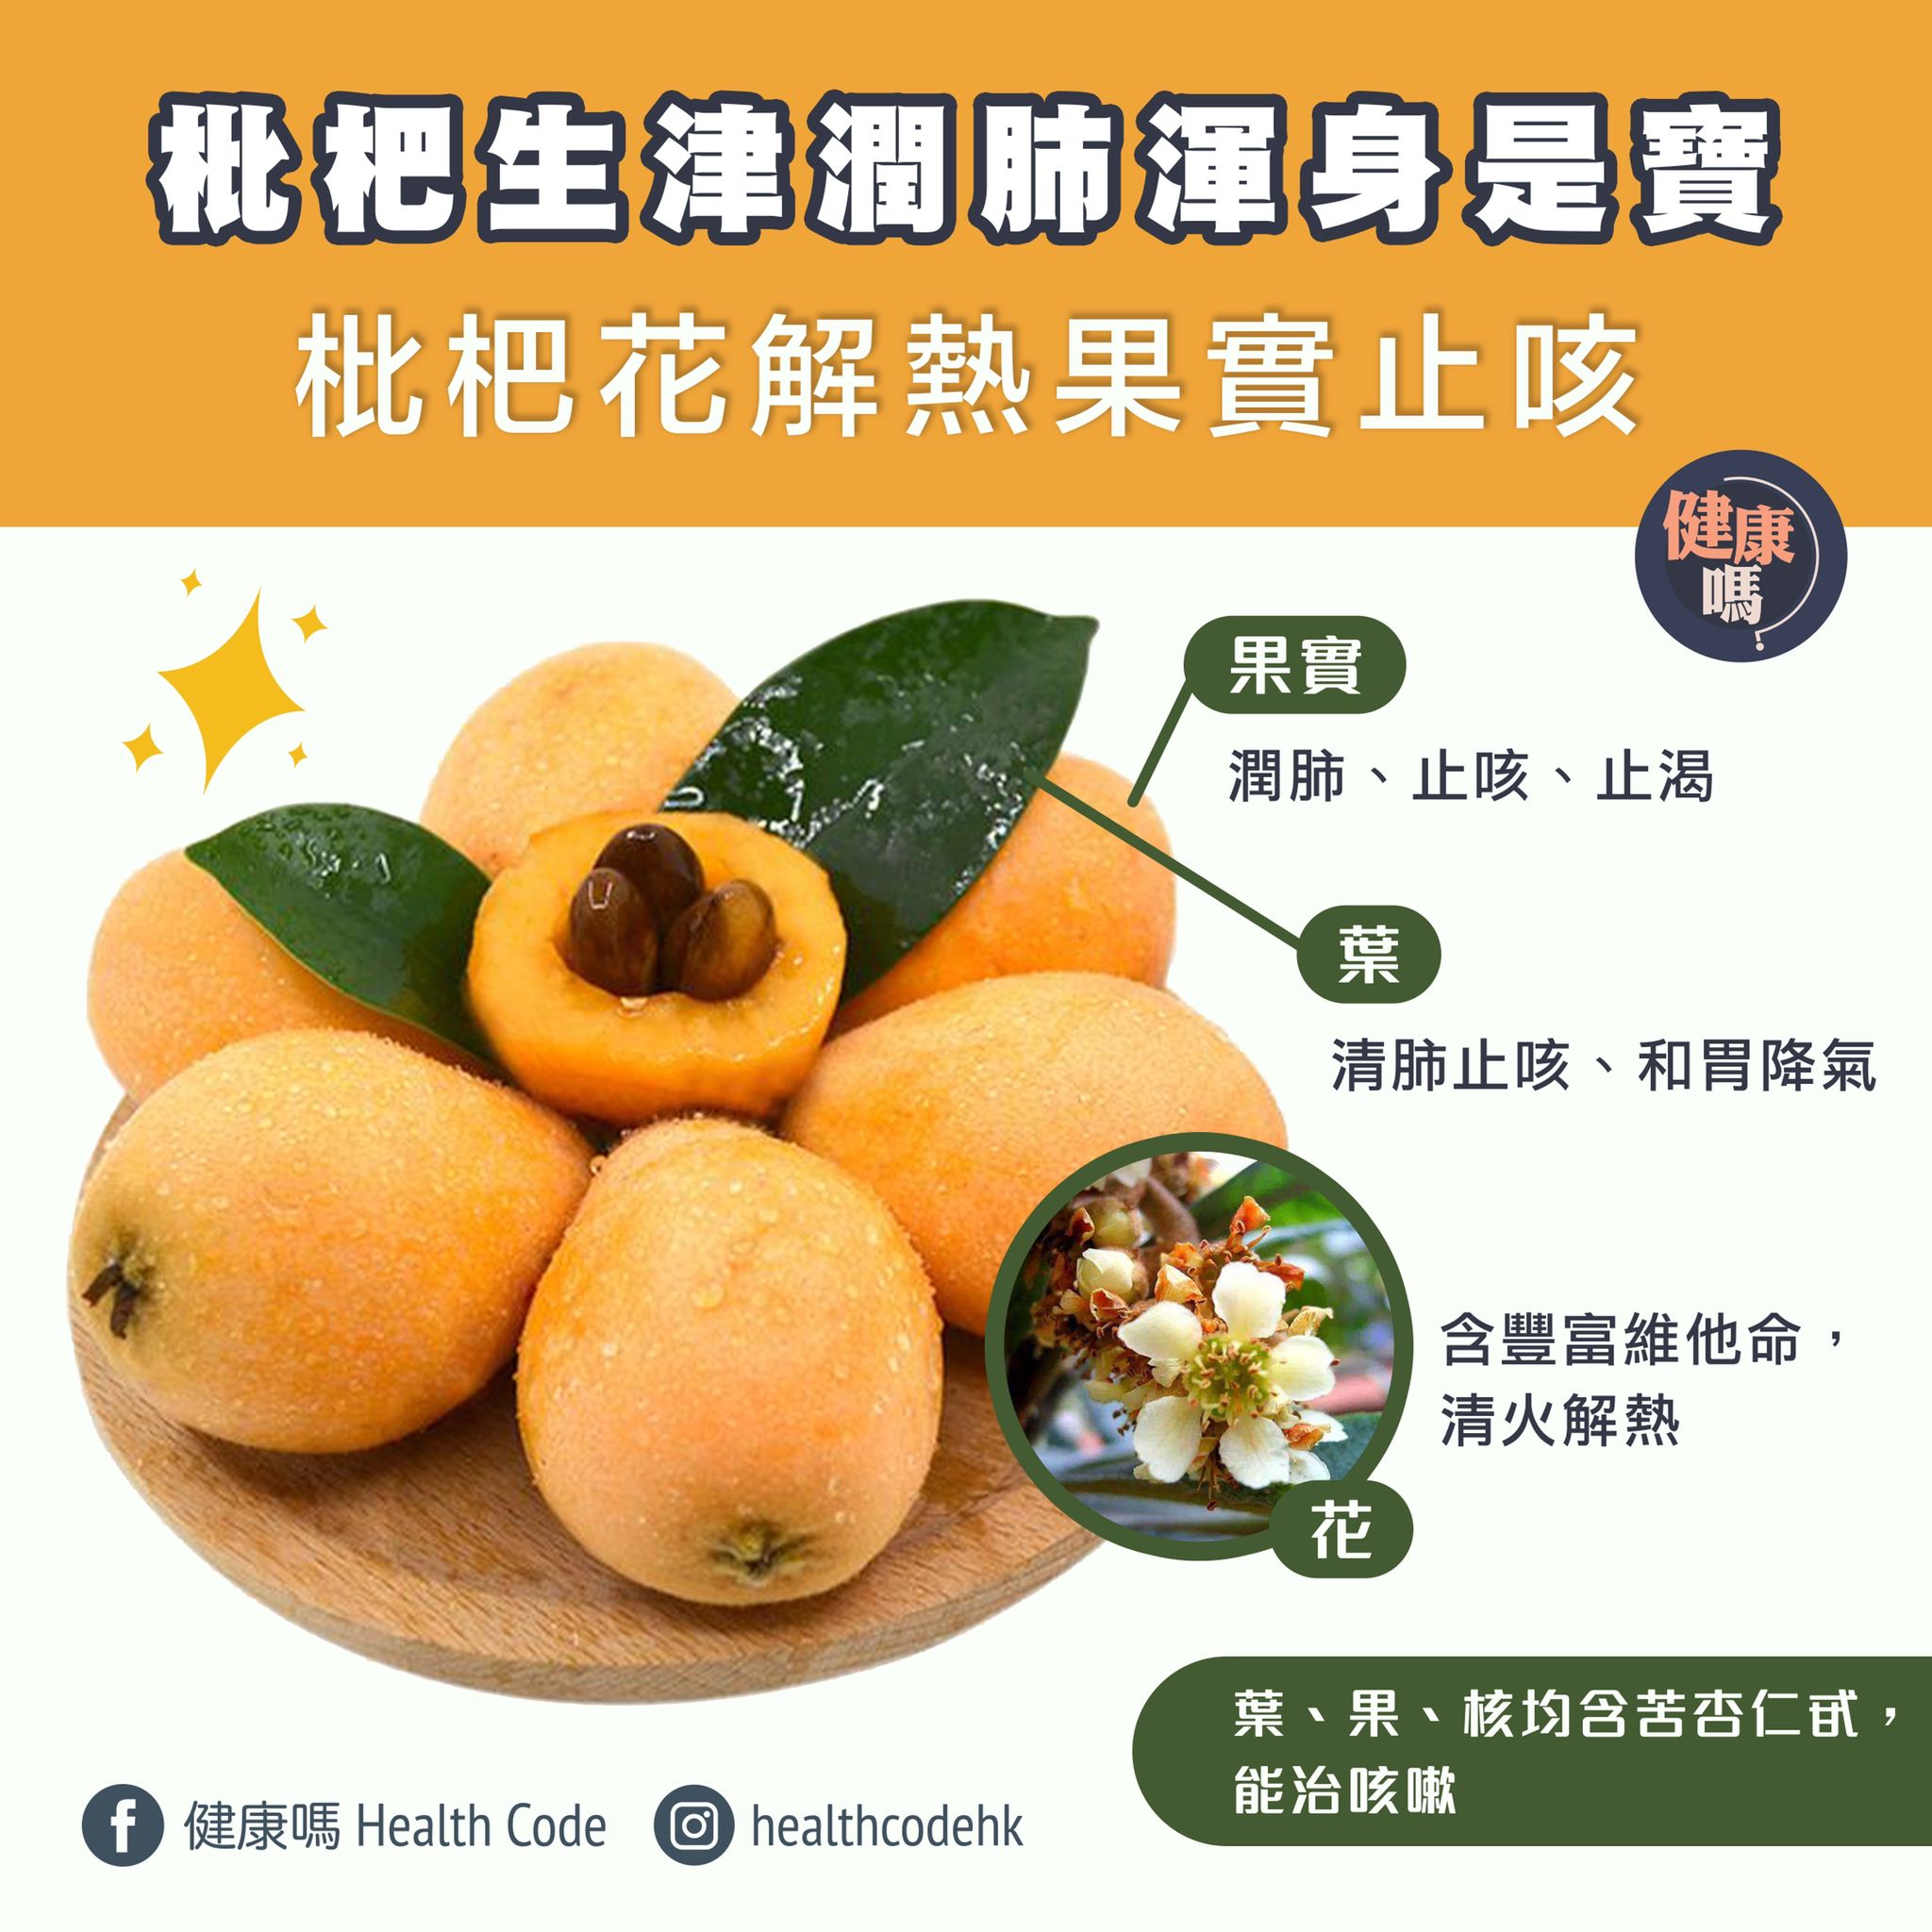 枇杷生津潤肺渾身是寶
枇杷花解熱果實止咳
健康
嗎
果實
潤肺、止咳、止渴
葉
清肺止咳、和胃降氣
含豐富維他命，
清火解熱
花
葉、果、核均含苦杏仁甙，
能治咳嗽
健康嗎 Health Code
healthcodehk